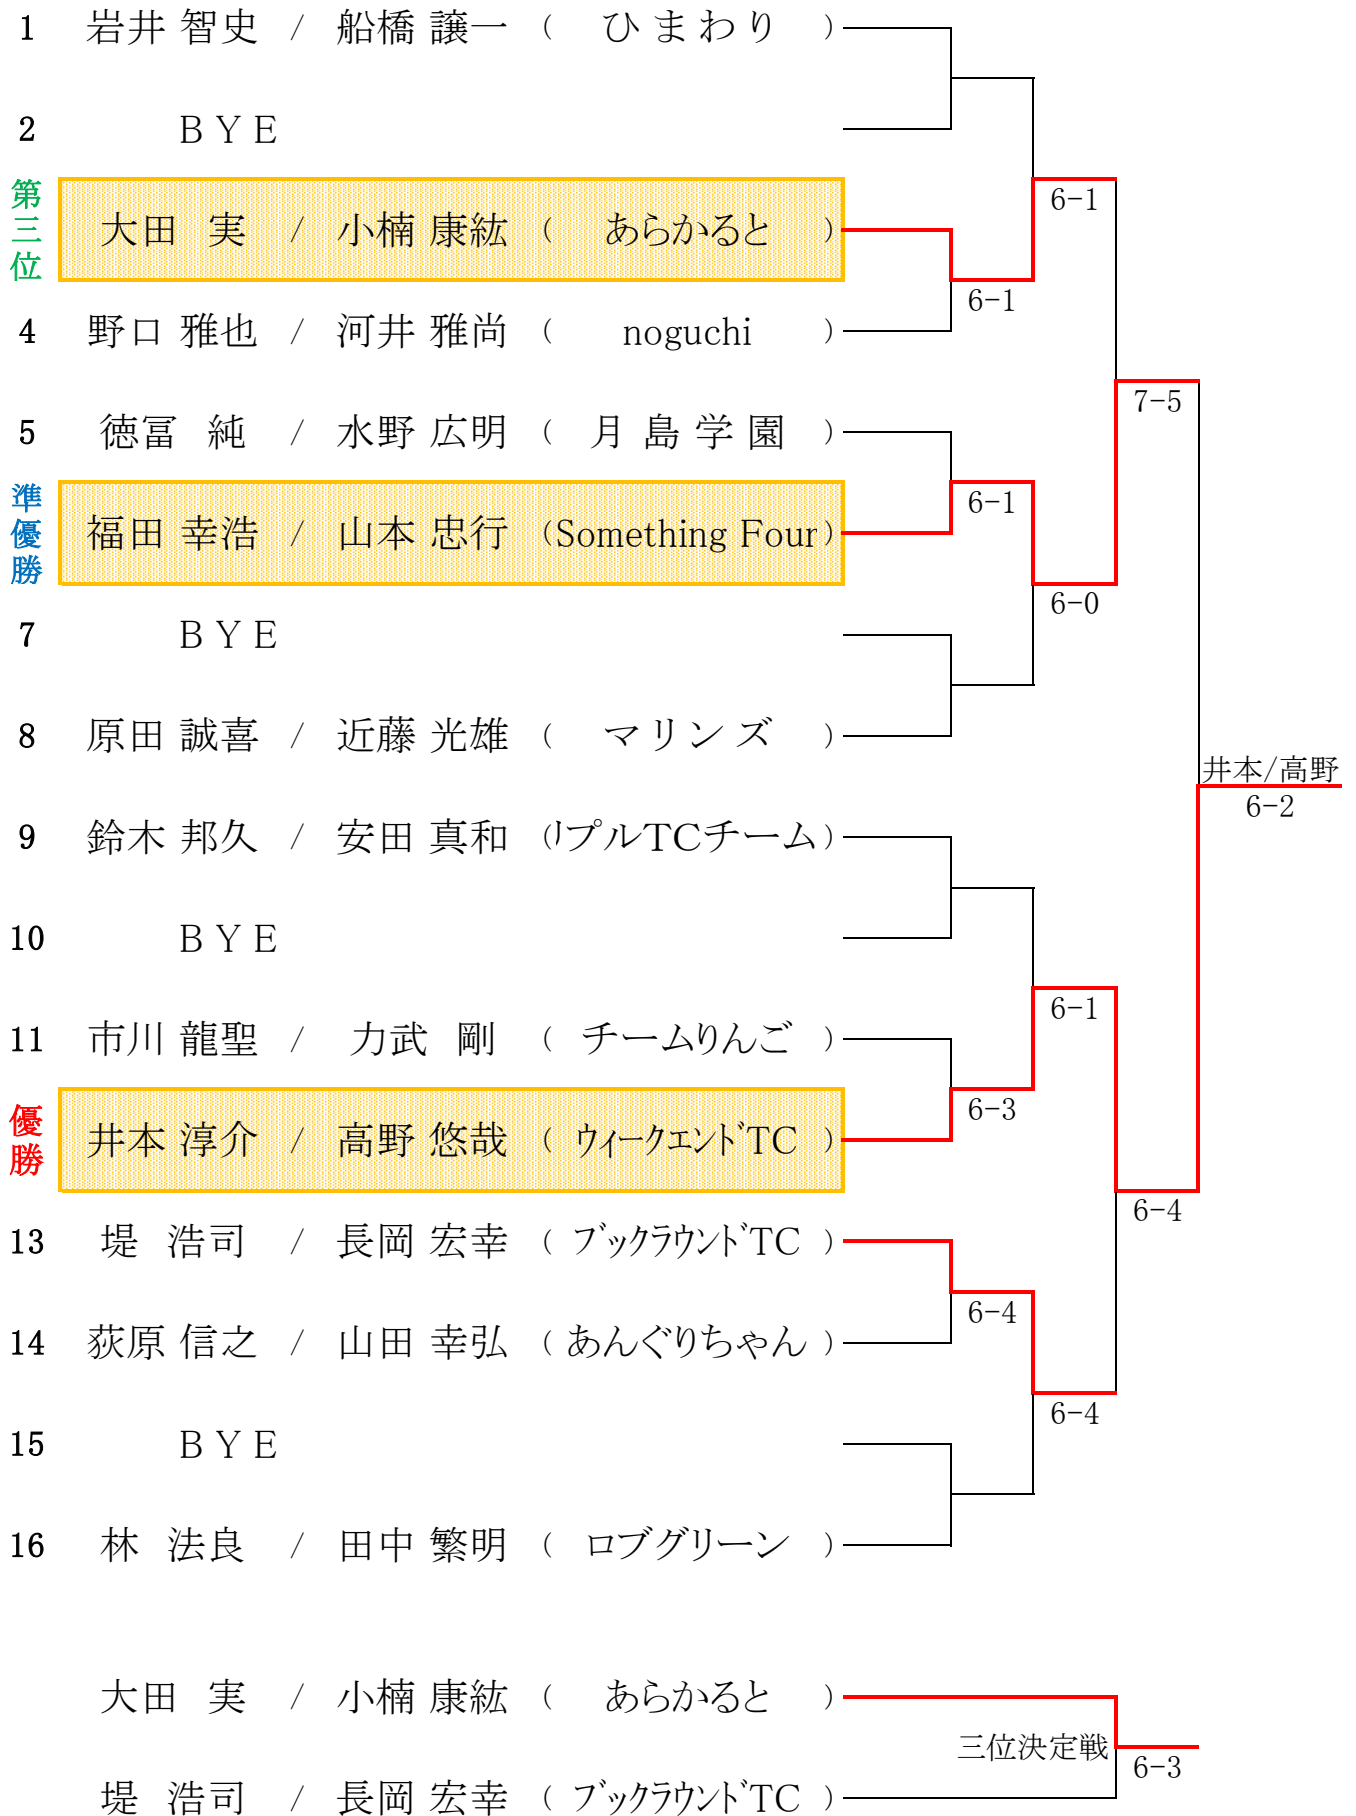 1 岩井 智史 / 船橋 譲一 ( ひまわり )
2 BYE
第三位 大田 実 / 小楠 康紘 ( あらかると )
6-1
6-1
4 野口 雅也 / 河井 雅尚 ( noguchi )
7-5
5 徳冨 純 / 水野 広明 ( 月島学園 )
準優勝 福田 幸浩 / 山本 忠行 (Something Four)
6-1
6-0
7 BYE
8 原田 誠喜 / 近藤 光雄 ( マリンズ )
井本/高野
6-2
9 鈴木 邦久 / 安田 真和 (リプルTCチーム)
10 BYE
6-1
11 市川 龍聖 / 力武 剛 ( チームりんご )
6-3
優勝 井本 淳介 / 高野 悠哉 ( ウィークエンドTC )
6-4
13 堤 浩司 / 長岡 宏幸 ( ブックラウンドTC )
6-4
14 荻原 信之 / 山田 幸弘 ( あんぐりちゃん )
6-4
15 BYE
16 林 法良 / 田中 繁明 ( ロブグリーン )
大田 実 / 小楠 康紘 ( あらかると )
三位決定戦
6-3
堤 浩司 / 長岡 宏幸 ( ブックラウンドTC )